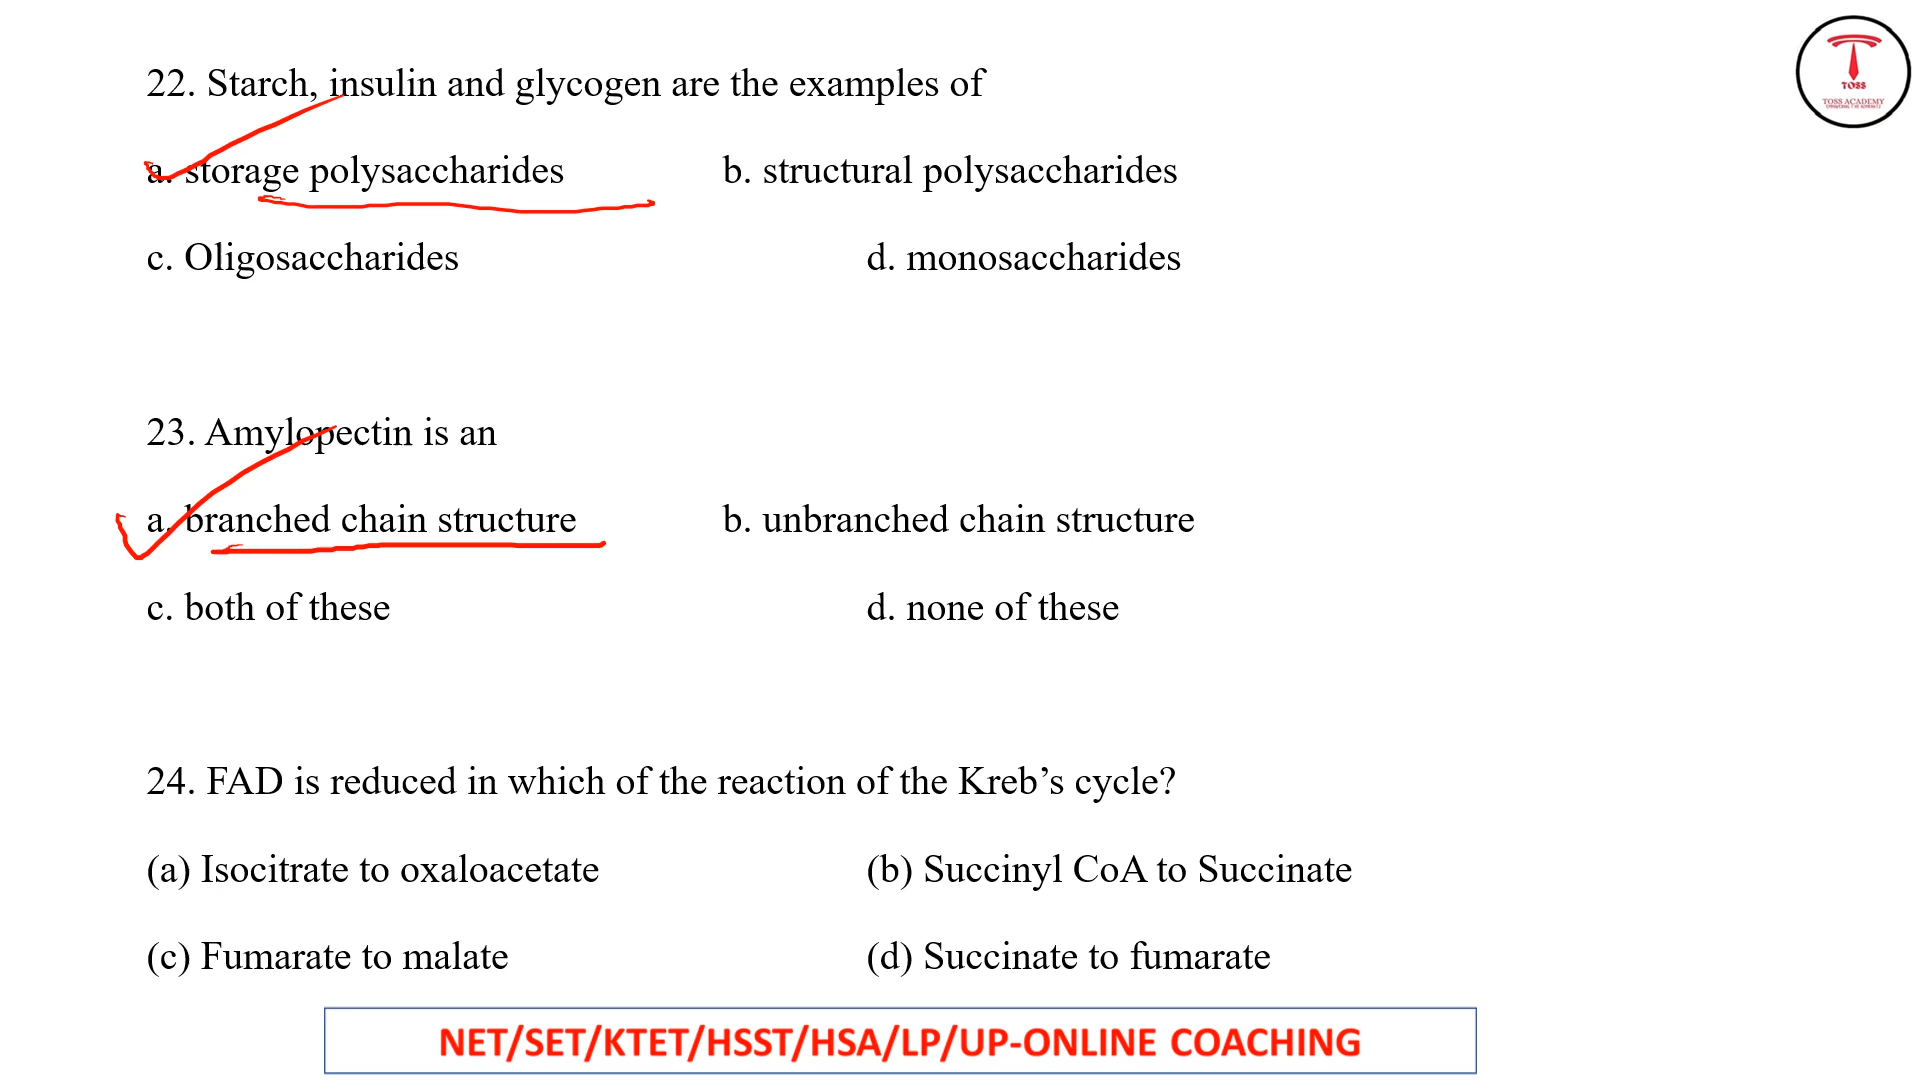 22. Starch, insulin and glycogen are the examples of
a. storage polysaccharides b. structural polysaccharides
c. Oligosaccharides d. monosaccharides
23. Amylopectin is an
a. branched chain structure b. unbranched chain structure
c. both of these d. none of these
24. FAD is reduced in which of the reaction of the Kreb’s cycle?
(a) Isocitrate to oxaloacetate (b) Succinyl CoA to Succinate
(c) Fumarate to malate (d) Succinate to fumarate
NET/SET/KTET/HSST/HSA/LP/UP-ONLINE COACHING
TOSS
TOSS ACADEMY